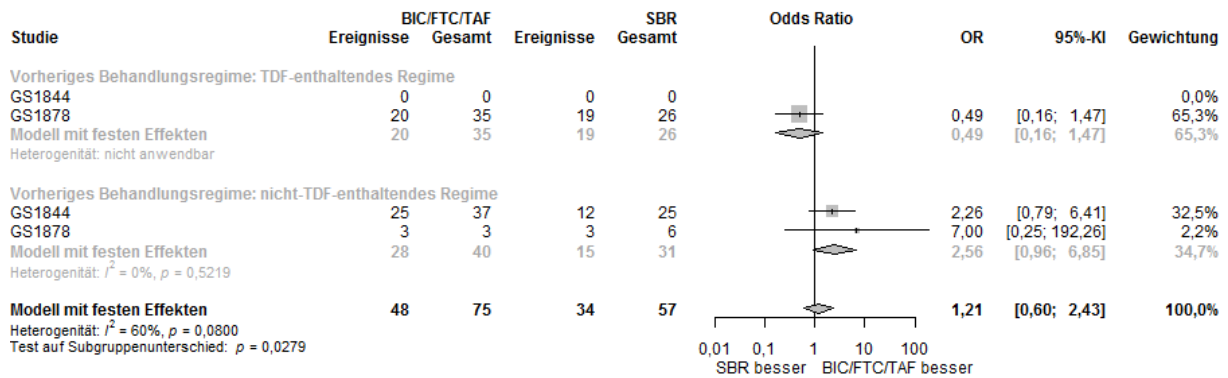 BIC/FTC/TAF SBR Odds Ratio
Studie Ereignisse Gesamt Ereignisse Gesamt OR 95%-KI Gewichtung
Vorheriges Behandlungsregime: TDF-enthaltendes Regime
GS1844 0 0 0 0 0,0%
GS1878 20 35 19 26 0,49 [0,16; 1,47] 65,3%
Modell mit festen Effekten 20 35 19 26 0,49 [0,16; 1,47] 65,3%
Heterogenität: nicht anwendbar
Vorheriges Behandlungsregime: nicht-TDF-enthaltendes Regime
GS1844 25 37 12 25 2,26 [0,79; 6,41] 32,5%
GS1878 3 3 3 6 7,00 [0,25; 192,26] 2,2%
Modell mit festen Effekten 28 40 15 31 2,56 [0,96; 6,85] 34,7%
Heterogenität: I² = 0%, p = 0,5219
Modell mit festen Effekten 48 75 34 57 1,21 [0,60; 2,43] 100,0%
Heterogenität: I² = 60%, p = 0,0800
Test auf Subgruppenunterschied: p = 0,0279
0,01 0,1 1 10 100
SBR besser BIC/FTC/TAF besser